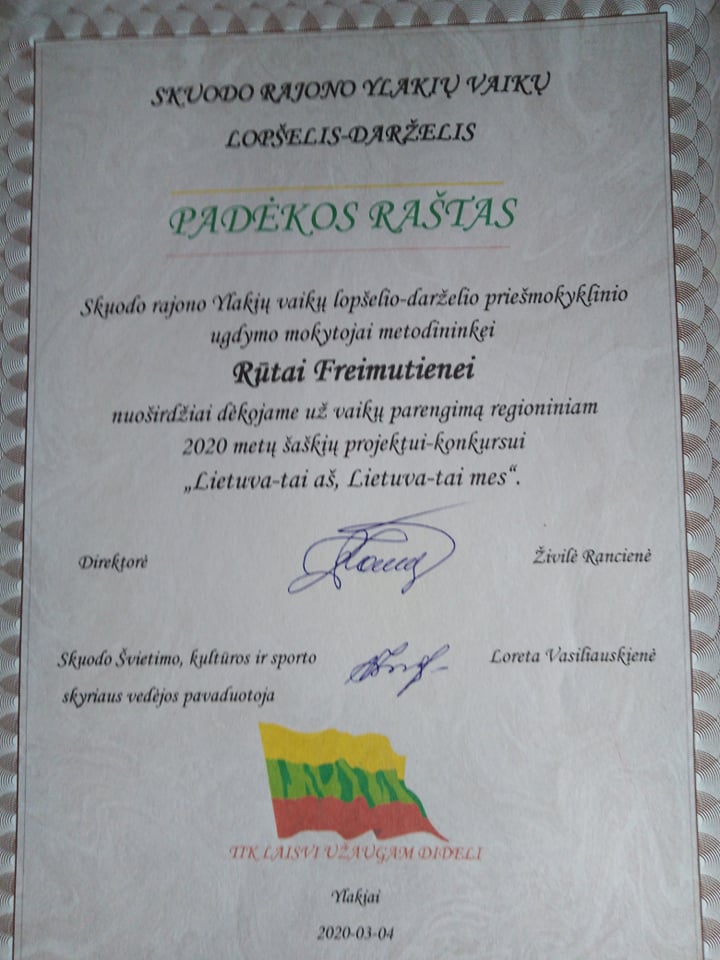 SKUODO RAJONO YLAKIŲ VAIKŲ
LOPŠELIS-DARŽELIS
PADĖKOS RAŠTAS
Skuodo rajono Ylakių vaikų lopšelio-darželio priešmokyklinio
ugdymo mokytojai metodininkei
Rūtai Freimutienei
nuoširdžiai dėkojame už vaikų parengimą regioniniam
2020 metų šaškių projektui-konkursui
„Lietuva-tai aš, Lietuva-tai mes“.
Direktorė Živilė Rancienė
Skuodo Švietimo, kultūros ir sporto Loreta Vasiliauskienė
skyriaus vedėjos pavaduotoja
TIK LAISVI UŽAUGAM DIDELI
Ylakiai
2020-03-04